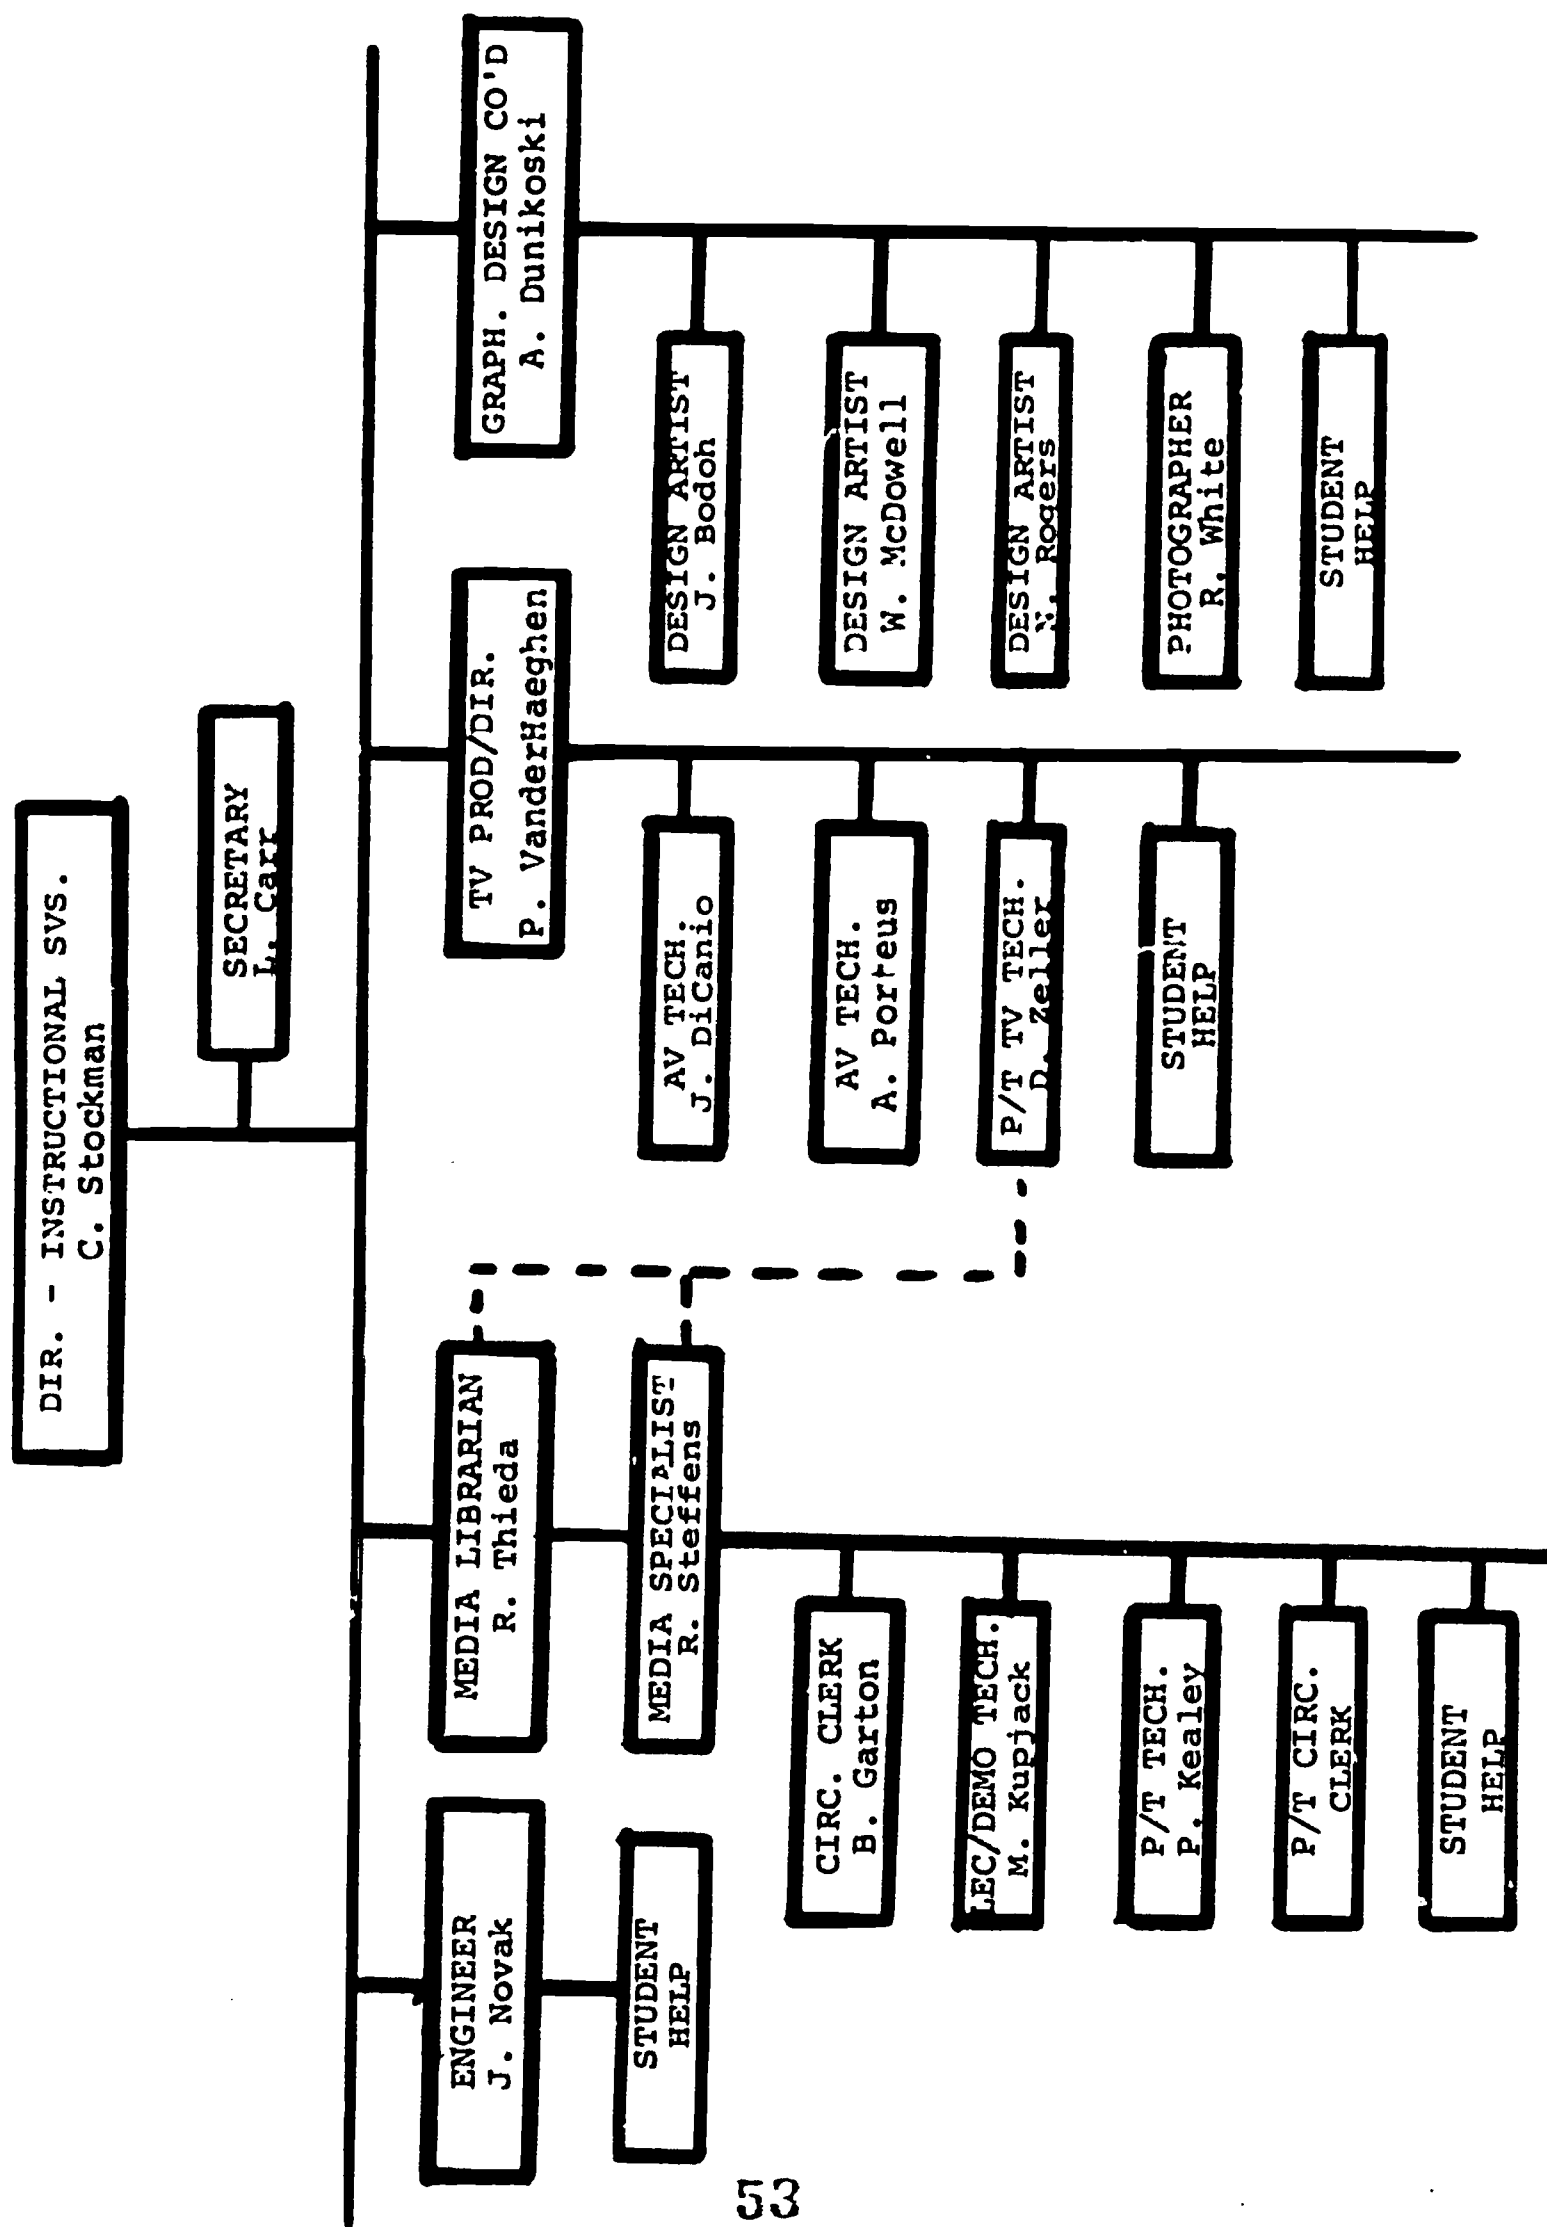 DIR. - INSTRUCTIONAL SVS.
C. Stockman
SECRETARY
L. Carr
ENGINEER
J. Novak
STUDENT
HELP
MEDIA LIBRARIAN
R. Thieda
MEDIA SPECIALIST
R. Steffens
CIRC. CLERK
B. Garton
LEC/DEMO TECH.
M. Kupjack
P/T TECH.
P. Kealey
P/T CIRC.
CLERK
STUDENT
HELP
TV PROD/DIR.
P. VanderHaeghen
AV TECH.
J. DiCanio
AV TECH.
A. Porteus
P/T TV TECH.
D. Zeller
STUDENT
HELP
GRAPH. DESIGN CO'D
A. Dunikoski
DESIGN ARTIST
J. Bodoh
DESIGN ARTIST
W. McDowell
DESIGN ARTIST
N. Rogers
PHOTOGRAPHER
R. White
STUDENT
HELP
53